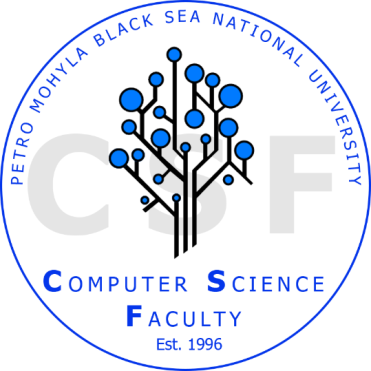 PETRO MOHYLA BLACK SEA NATIONAL UNIVERSITY
CSF
COMPUTER SCIENCE
FACULTY
Est. 1996